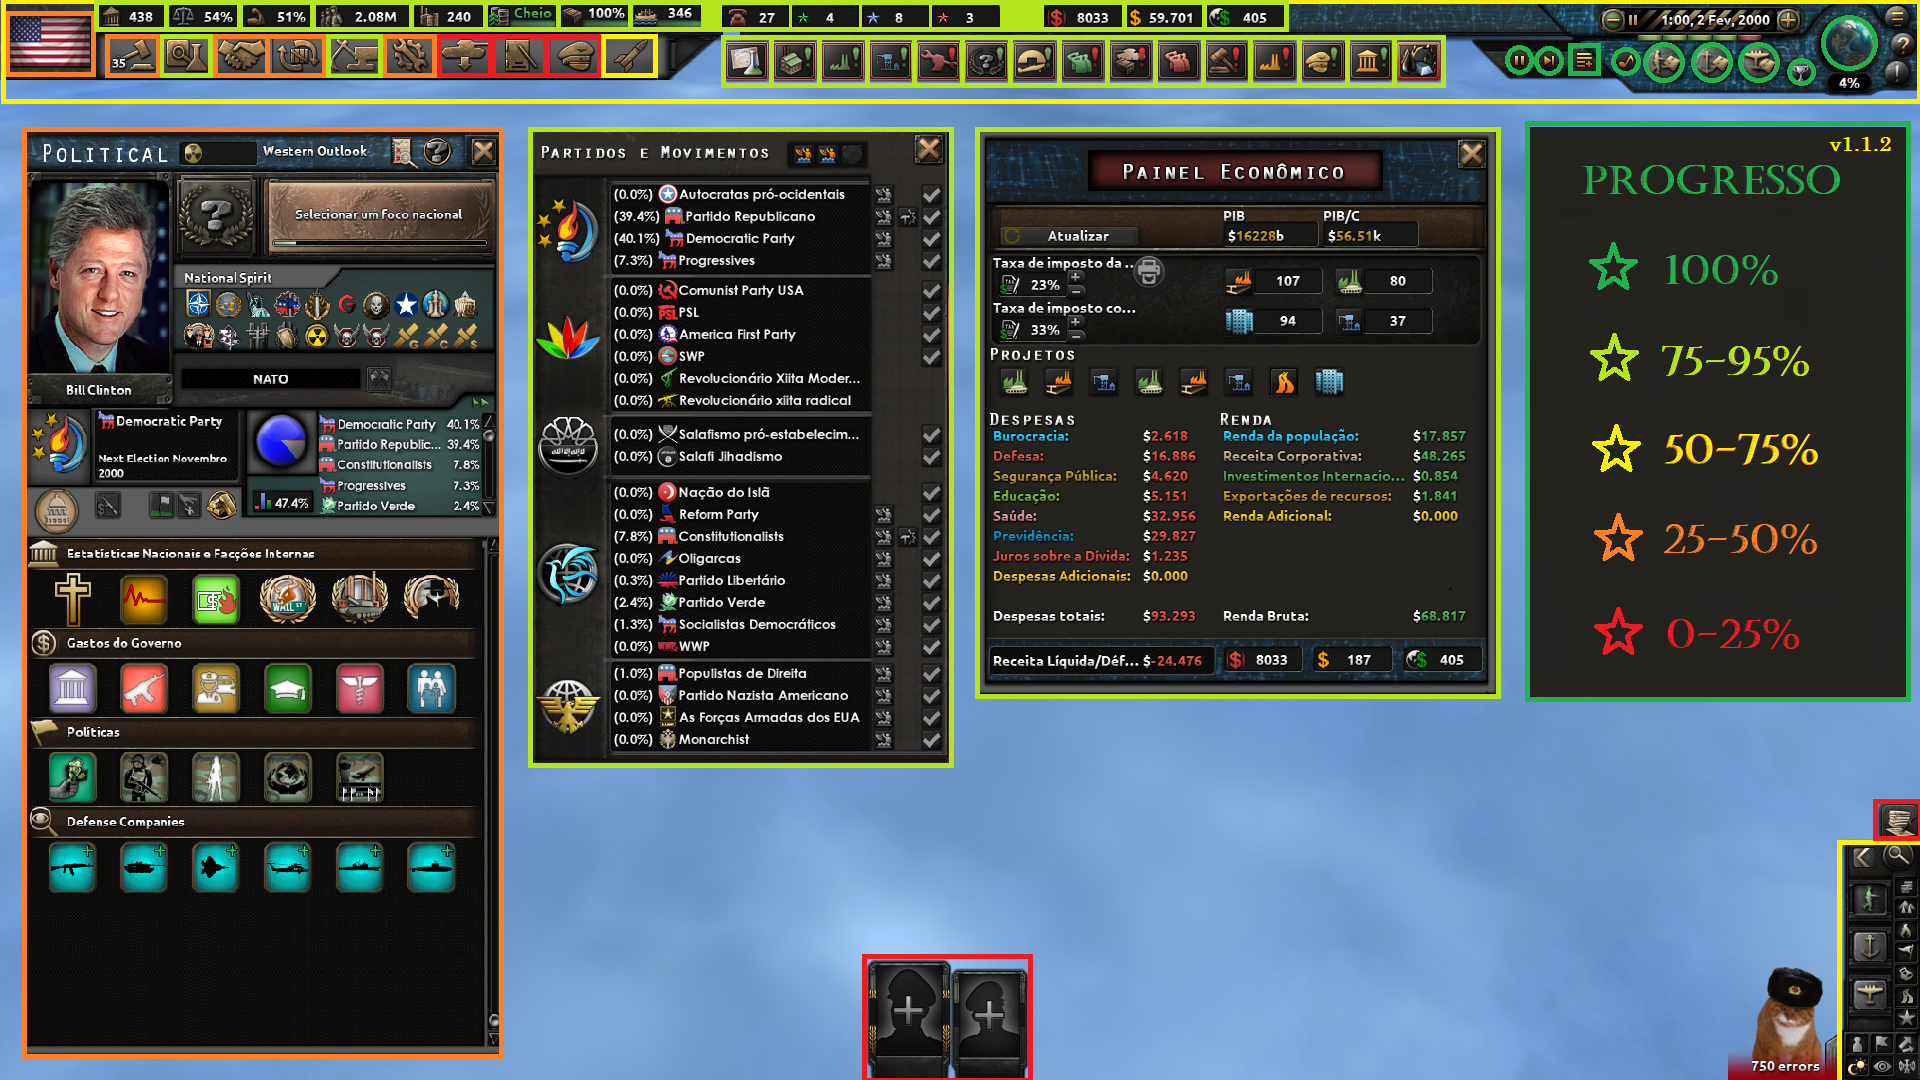 438
54%
51%
2.08M
240
Cheio
100%
346
27
4
8
3
8033
59.701
405
1:00, 2 Fev, 2000
35
4%
POLITICAL
Western Outlook
Selecionar um foco nacional
National Spirit
Bill Clinton
NATO
Democratic Party
Next Election Novembro
2000
Democratic Party 40.1%
Partido Republic... 39.4%
Constitutionalists 7.8%
Progressives 7.3%
Partido Verde 2.4%
47.4%
Estatísticas Nacionais e Facções Internas
WALL ST
Gastos do Governo
Políticas
Defense Companies
PARTIDOS E MOVIMENTOS
(0.0%) Autocratas pró-ocidentais
(39.4%) Partido Republicano
(40.1%) Democratic Party
(7.3%) Progressives
(0.0%) Comunist Party USA
(0.0%) PSL
(0.0%) America First Party
(0.0%) SWP
(0.0%) Revolucionário Xiita Moder...
(0.0%) Revolucionário xiita radical
(0.0%) Salafismo pró-estabelecim...
(0.0%) Salafi Jihadismo
(0.0%) Nação do Islã
(0.0%) Reform Party
(7.8%) Constitutionalists
(0.0%) Oligarcas
(0.3%) Partido Libertário
(2.4%) Partido Verde
(1.3%) Socialistas Democráticos
(0.0%) WWP
(1.0%) Populistas de Direita
(0.0%) Partido Nazista Americano
(0.0%) As Forças Armadas dos EUA
(0.0%) Monarchist
PAINEL ECONÔMICO
PIB
PIB/C
Atualizar
$16228b
$56.51k
Taxa de imposto da ..
23%
107
80
Taxa de imposto co...
33%
94
37
PROJETOS
DESPESAS
Burocracia: $2.618
Defesa: $16.886
Segurança Pública: $4.620
Educação: $5.151
Saúde: $32.956
Previdência: $29.827
Juros sobre a Dívida: $1.235
Despesas Adicionais: $0.000
Despesas totais: $93.293
RENDA
Renda da população: $17.857
Receita Corporativa: $48.265
Investimentos Internacio... $0.854
Exportações de recursos: $1.841
Renda Adicional: $0.000
Renda Bruta: $68.817
Receita Líquida/Déf... $-24.476
8033
187
405
v1.1.2
PROGRESSO
100%
75-95%
50-75%
25-50%
0-25%
750 errors